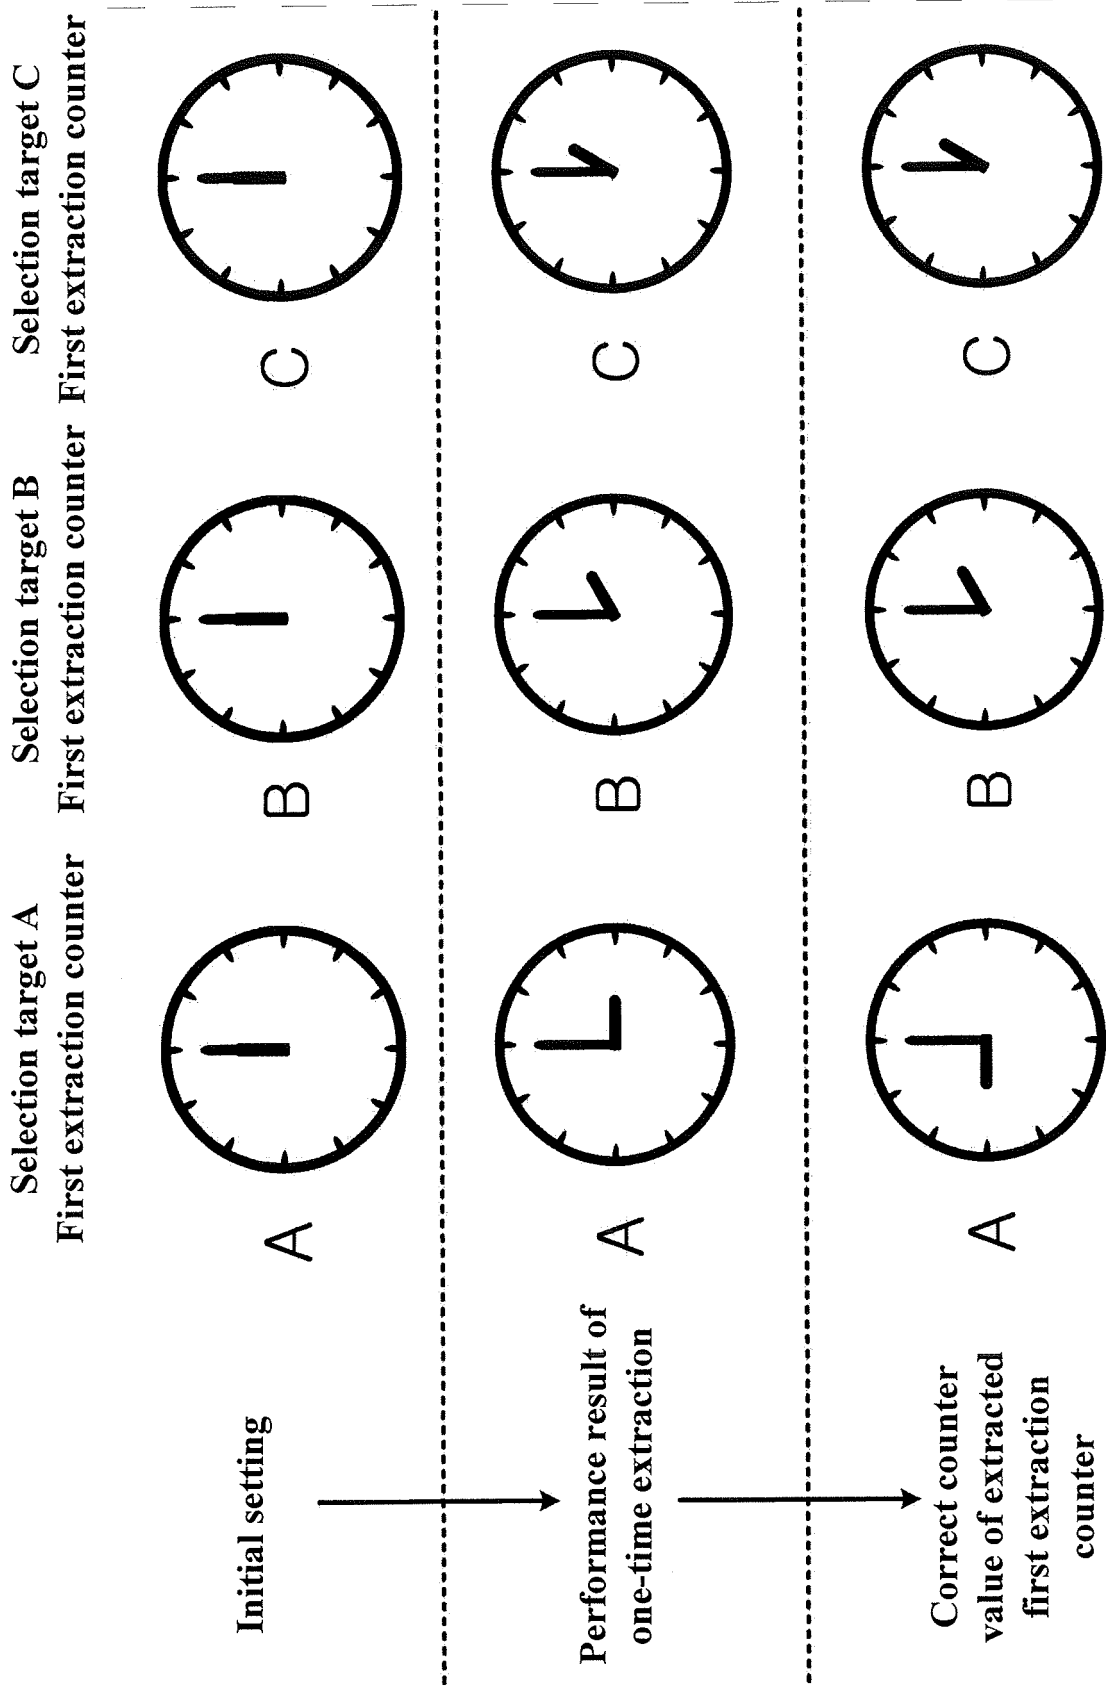 Selection target A
First extraction counter
Selection target B
First extraction counter
Selection target C
First extraction counter
Initial setting
A
B
C
Performance result of
one-time extraction
A
B
C
Correct counter
value of extracted
first extraction
counter
A
B
C